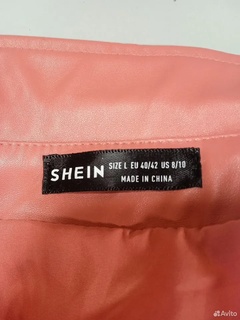 SHEIN
SIZE L EU 40/42 US 8/10
MADE IN CHINA
Avito